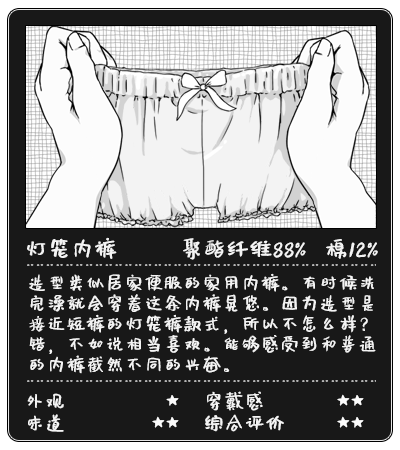 灯笼内裤 聚酯纤维88% 棉12%
造型类似居家便服的家用内裤。有时候洗
完澡就会穿着这条内裤晃悠。因为造型是
接近短裤的灯笼裤款式，所以不怎么样？
错，不如说相当喜欢。能够感受到和普通
的内裤截然不同的兴奋。
外观 ★ 穿戴感 ★★
味道 ★★ 综合评价 ★★